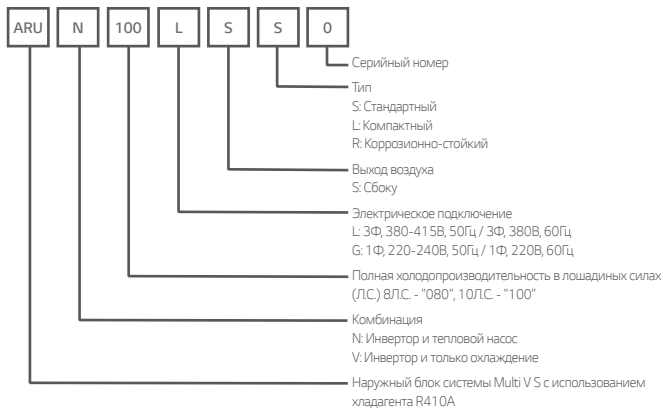 ARU N 100 L S S 0
Серийный номер
Тип
S: Стандартный
L: Компактный
R: Коррозионно-стойкий
Выход воздуха
S: Сбоку
Электрическое подключение
L: 3Ф, 380-415В, 50Гц / 3Ф, 380В, 60Гц
G: 1Ф, 220-240В, 50Гц / 1Ф, 220В, 60Гц
Полная холодопроизводительность в лошадиных силах
(Л.С.) 8Л.С. - "080", 10Л.С. - "100"
Комбинация
N: Инвертор и тепловой насос
V: Инвертор и только охлаждение
Наружный блок системы Multi V S с использованием
хладагента R410A